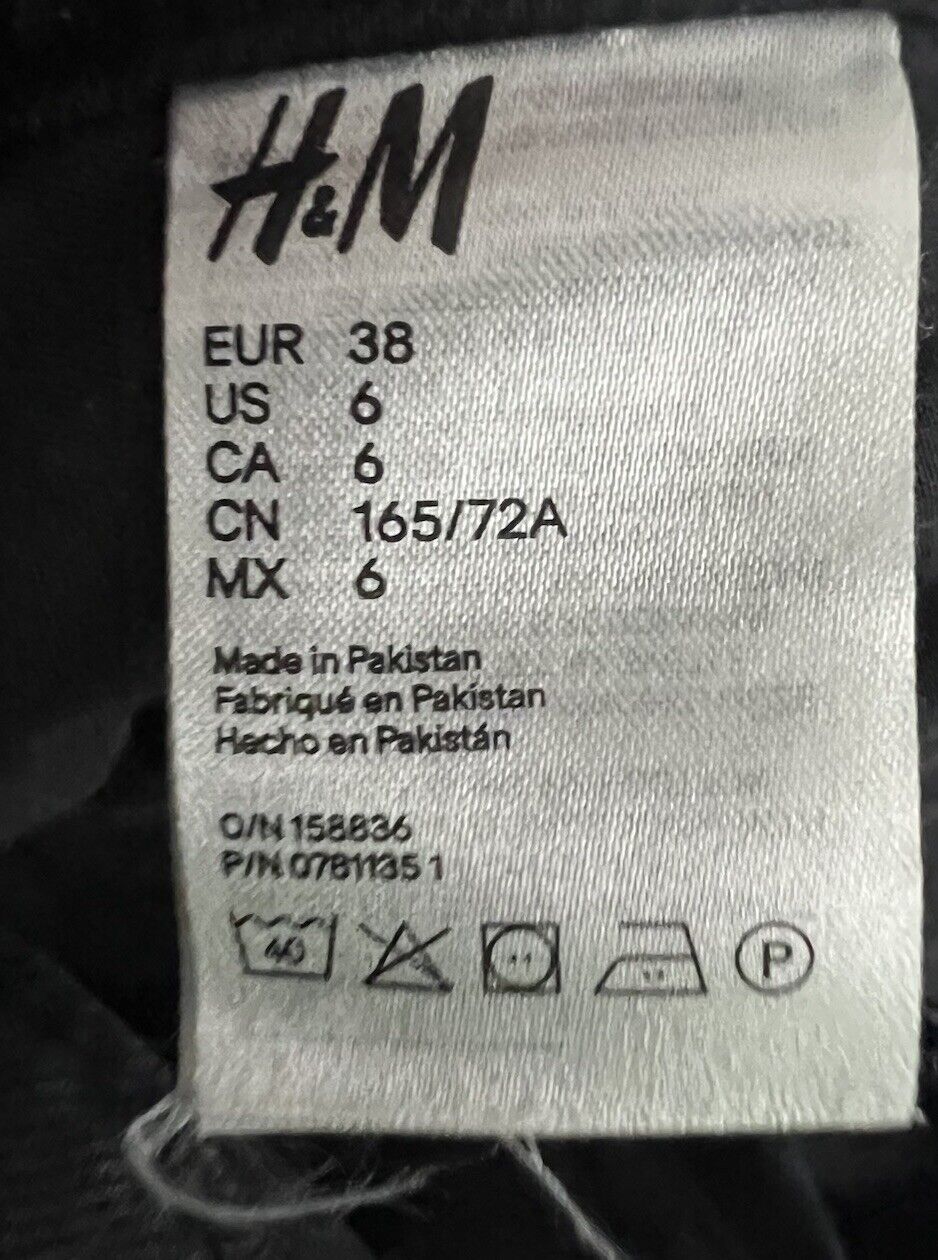 H&M
EUR 38
US 6
CA 6
CN 165/72A
MX 6
Made in Pakistan
Fabriqué en Pakistan
Hecho en Pakistán
O/N 158836
P/N 0781135 1
40
P